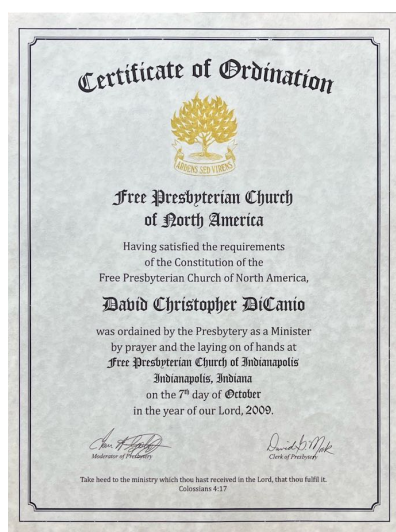 Certificate of Ordination
ARDENS SED VIRENS
Free Presbyterian Church
of North America
Having satisfied the requirements
of the Constitution of the
Free Presbyterian Church of North America,
David Christopher DiCanio
was ordained by the Presbytery as a Minister
by prayer and the laying on of hands at
Free Presbyterian Church of Indianapolis
Indianapolis, Indiana
on the 7th day of October
in the year of our Lord, 2009.
Moderator of Presbytery
Clerk of Presbytery
Take heed to the ministry which thou hast received in the Lord, that thou fulfil it.
Colossians 4:17